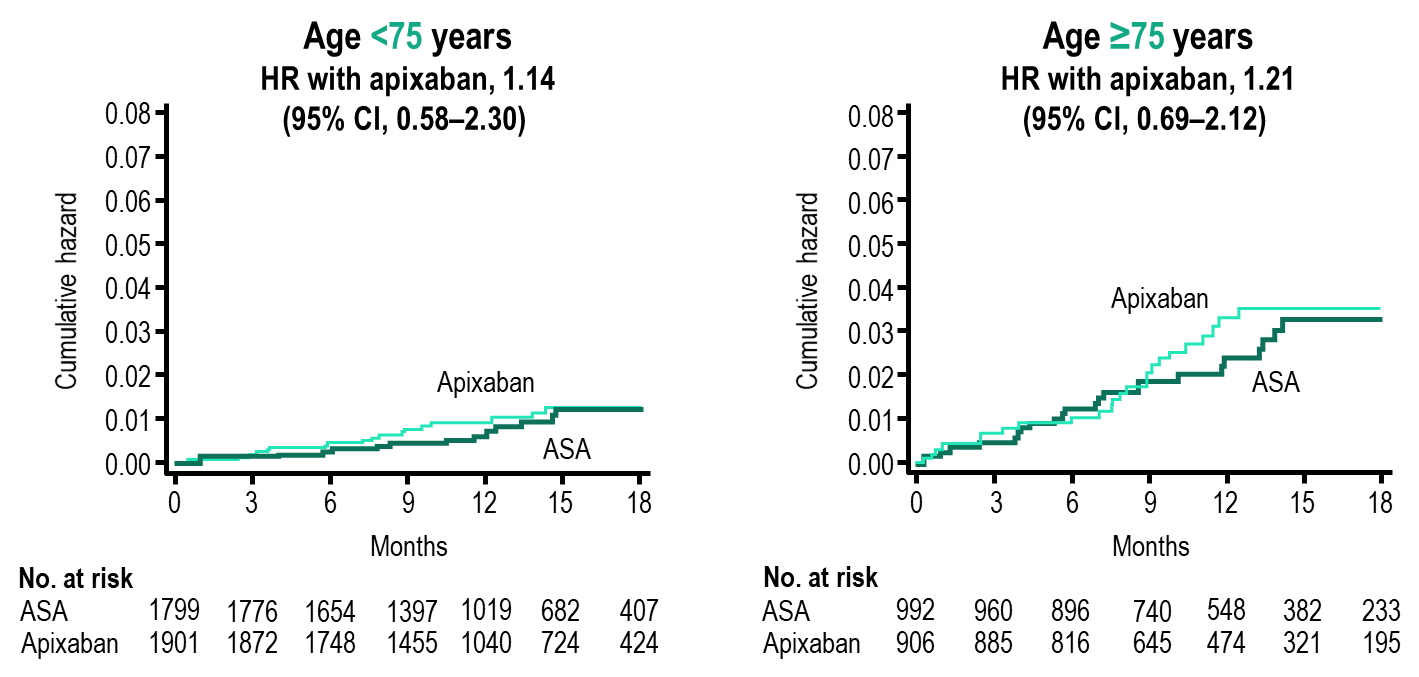 Age <75 years
HR with apixaban, 1.14
(95% CI, 0.58–2.30)
0.08
0.07
0.06
0.05
0.04
0.03
0.02
0.01
0.00
Cumulative hazard
Apixaban
ASA
0 3 6 9 12 15 18
Months
No. at risk
ASA 1799 1776 1654 1397 1019 682 407
Apixaban 1901 1872 1748 1455 1040 724 424
Age ≥75 years
HR with apixaban, 1.21
(95% CI, 0.69–2.12)
0.08
0.07
0.06
0.05
0.04
0.03
0.02
0.01
0.00
Cumulative hazard
Apixaban
ASA
0 3 6 9 12 15 18
Months
No. at risk
ASA 992 960 896 740 548 382 233
Apixaban 906 885 816 645 474 321 195